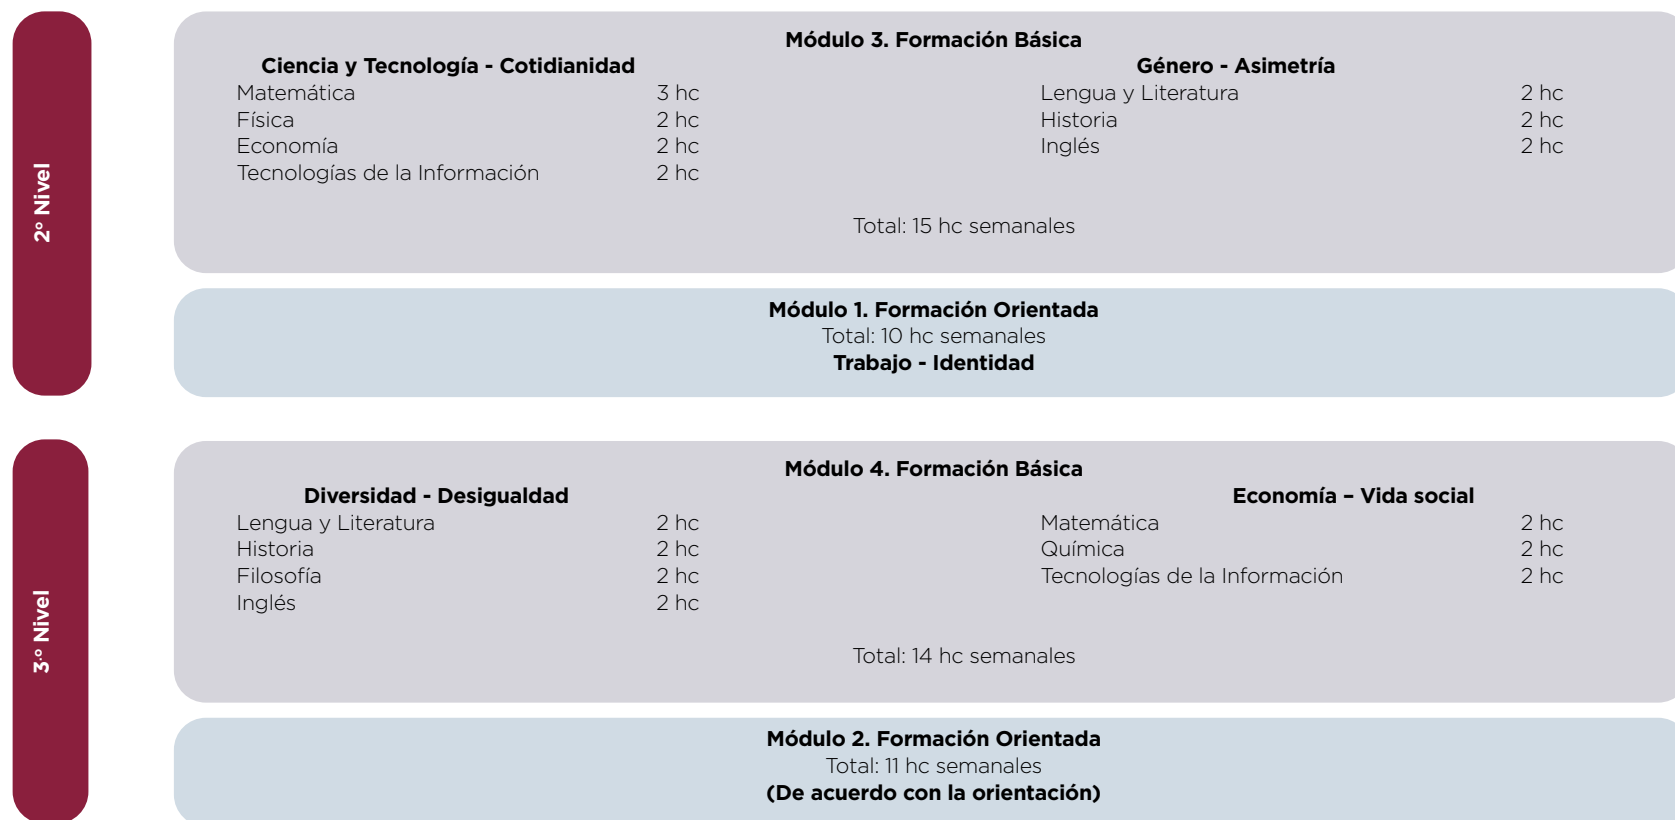 2° Nivel
Módulo 3. Formación Básica
Ciencia y Tecnología - Cotidianidad
Matemática 3 hc
Física 2 hc
Economía 2 hc
Tecnologías de la Información 2 hc
Género - Asimetría
Lengua y Literatura 2 hc
Historia 2 hc
Inglés 2 hc
Total: 15 hc semanales
Módulo 1. Formación Orientada
Total: 10 hc semanales
Trabajo - Identidad
3.° Nivel
Módulo 4. Formación Básica
Diversidad - Desigualdad
Lengua y Literatura 2 hc
Historia 2 hc
Filosofía 2 hc
Inglés 2 hc
Economía – Vida social
Matemática 2 hc
Química 2 hc
Tecnologías de la Información 2 hc
Total: 14 hc semanales
Módulo 2. Formación Orientada
Total: 11 hc semanales
(De acuerdo con la orientación)